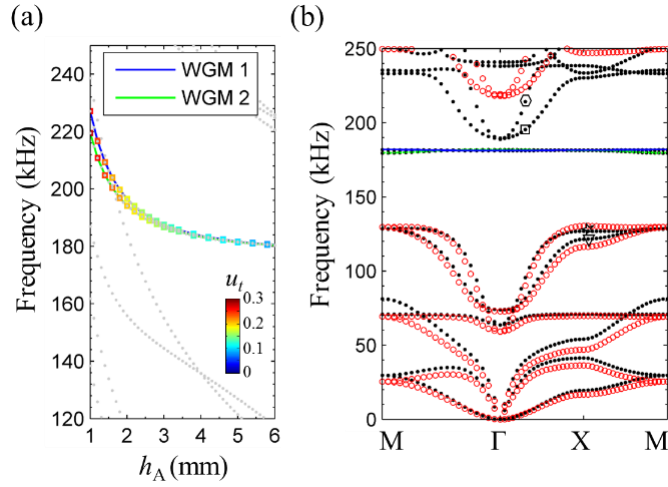 (a)
(b)
WGM 1
WGM 2
240
220
200
180
160
140
120
Frequency (kHz)
u_t
0.3
0.2
0.1
0
1 2 3 4 5 6
h_A (mm)
250
200
150
100
50
0
Frequency (kHz)
M Γ X M